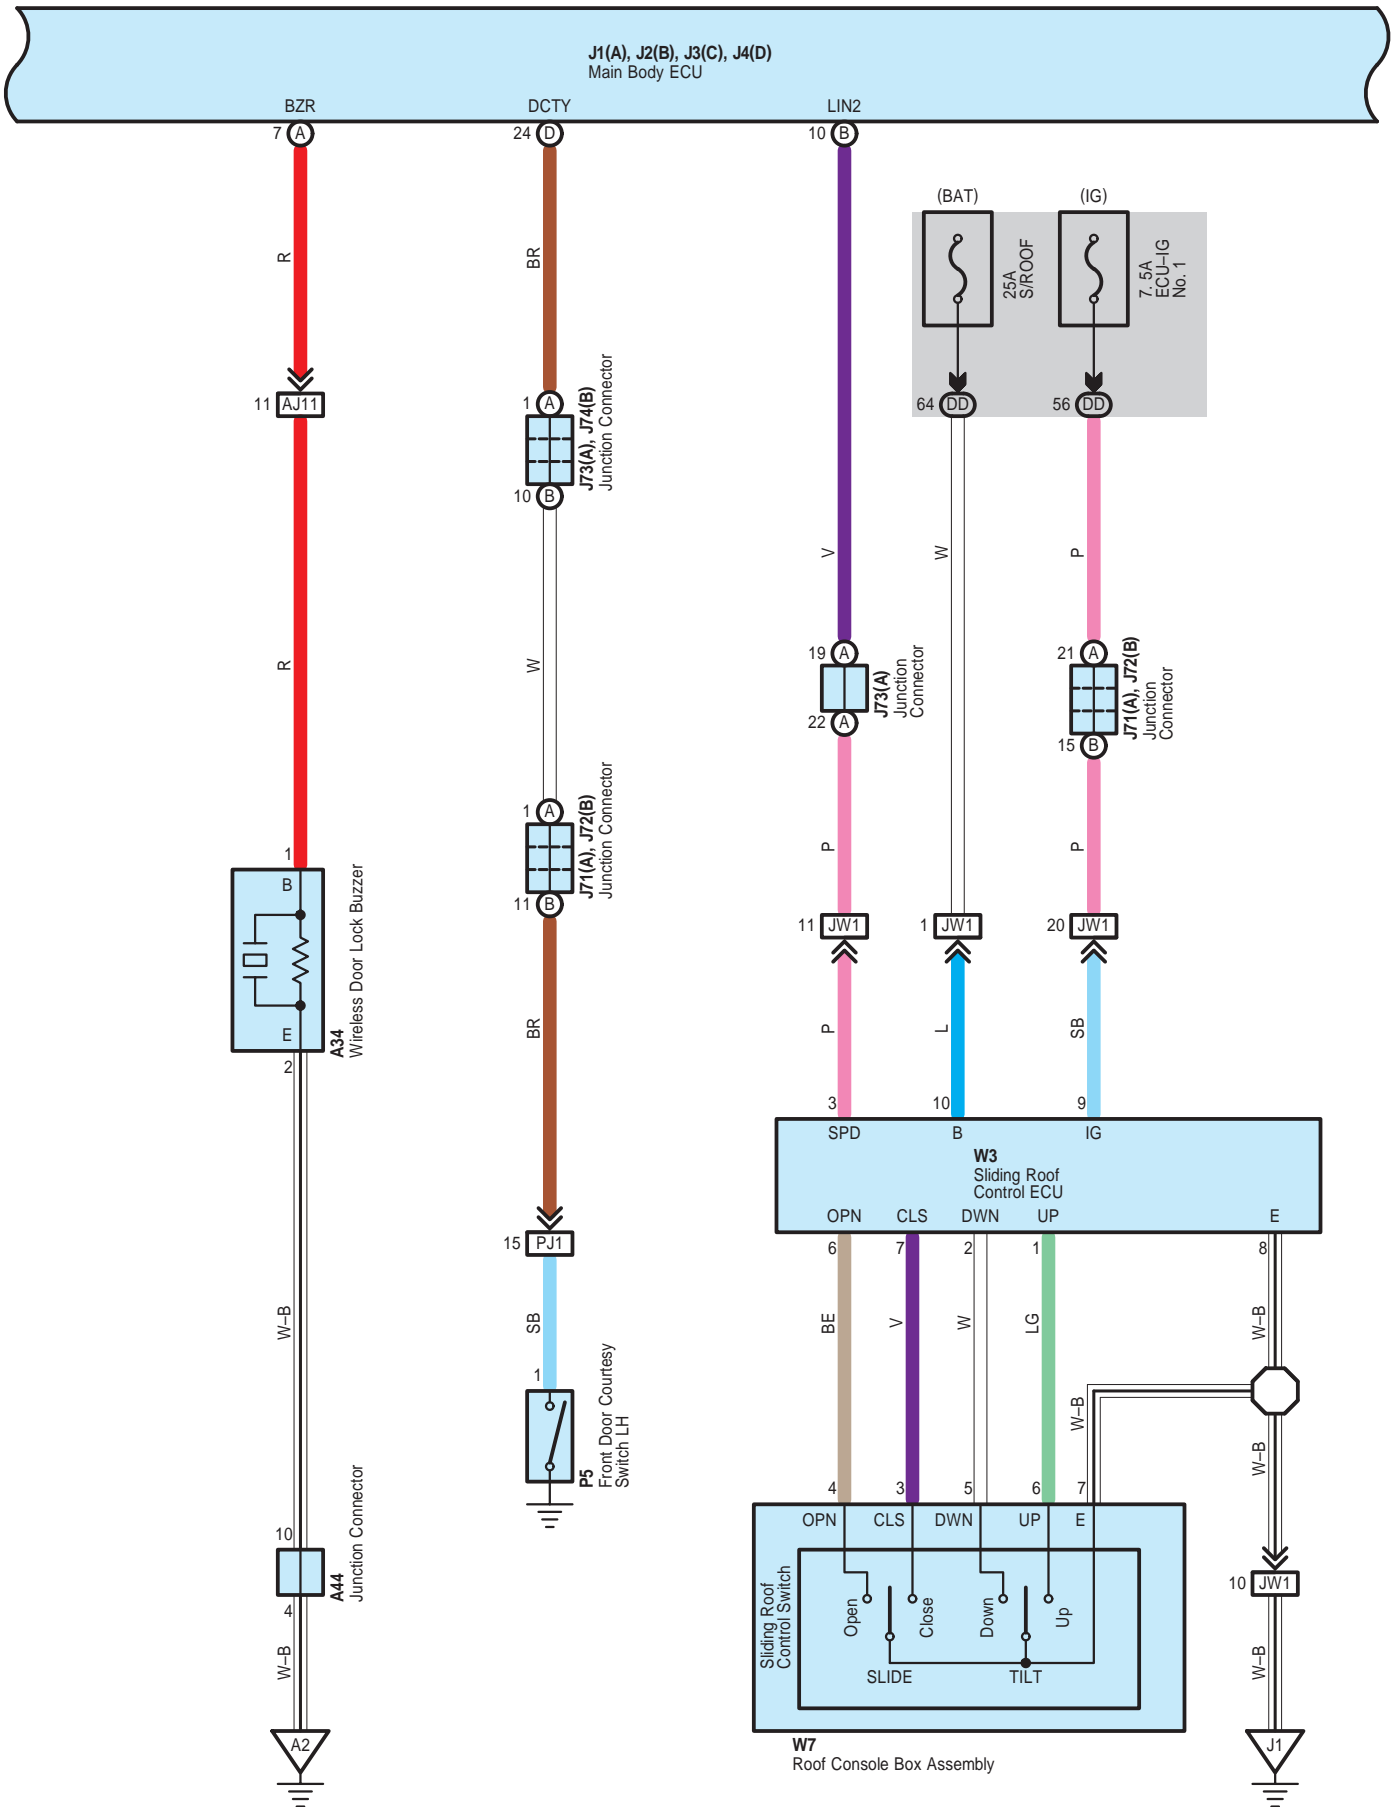 J1(A), J2(B), J3(C), J4(D)
Main Body ECU
BZR
DCTY
LIN2
7 A
24 D
10 B
(BAT)
(IG)
25A
S/ROOF
7. 5A
ECU–IG
No. 1
R
BR
11 AJ11
1 A
J73(A), J74(B)
Junction Connector
10 B
64 DD
56 DD
V
W
P
R
W
19 A
J73(A)
Junction
Connector
22 A
21 A
J71(A), J72(B)
Junction
Connector
15 B
1 A
J71(A), J72(B)
Junction Connector
11 B
P
P
1
B
E
2
A34
Wireless Door Lock Buzzer
11 JW1
1 JW1
20 JW1
BR
P
L
SB
3
10
9
SPD
B
IG
W3
Sliding Roof
Control ECU
OPN
CLS
DWN
UP
E
6
7
2
1
8
15 PJ1
W–B
SB
BE
V
W
LG
W–B
1
P5
Front Door Courtesy
Switch LH
W–B
W–B
4
3
5
6
7
OPN
CLS
DWN
UP
E
10
A44
Junction Connector
4
W–B
Sliding Roof
Control Switch
Open
Close
Down
Up
SLIDE
TILT
10 JW1
W–B
W7
Roof Console Box Assembly
A2
J1